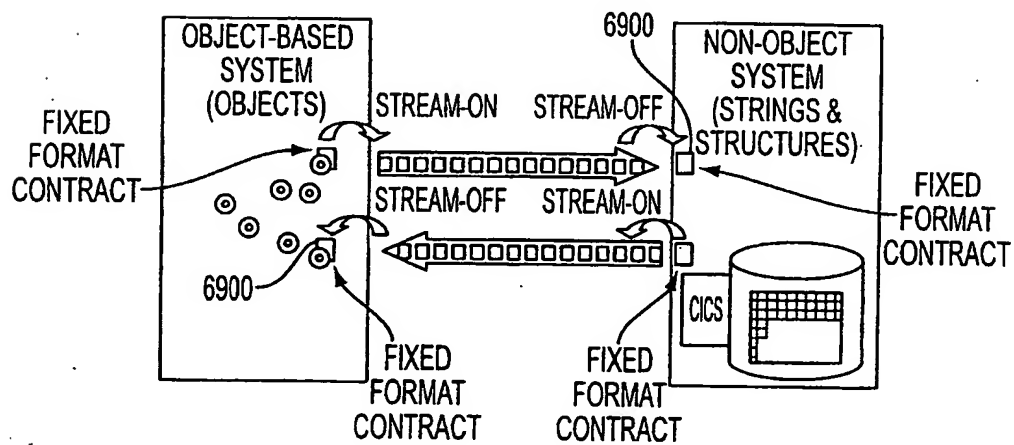 6900
OBJECT-BASED
SYSTEM
(OBJECTS)
NON-OBJECT
SYSTEM
(STRINGS &
STRUCTURES)
STREAM-ON
STREAM-OFF
FIXED
FORMAT
CONTRACT
FIXED
FORMAT
CONTRACT
STREAM-OFF
STREAM-ON
6900
CICS
FIXED
FORMAT
CONTRACT
FIXED
FORMAT
CONTRACT